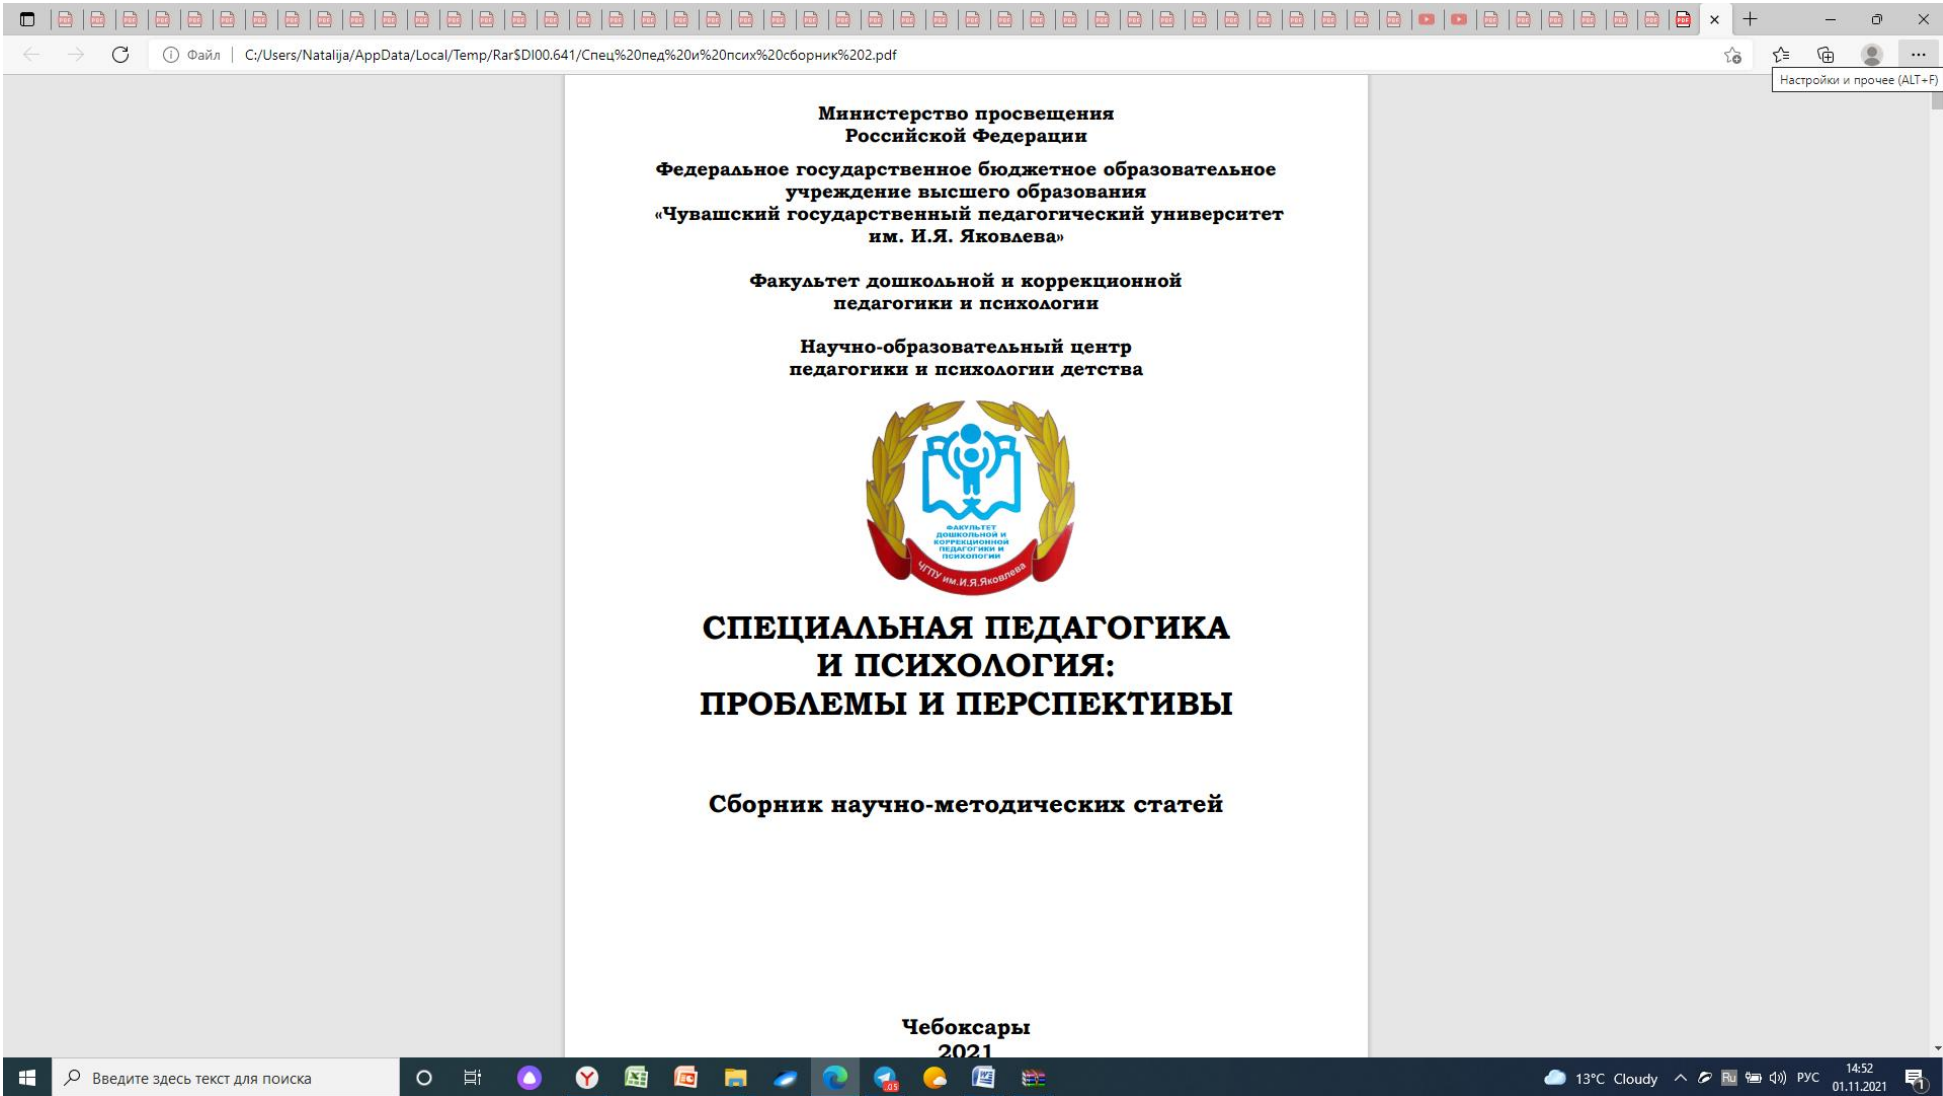 Файл
C:/Users/Natalija/AppData/Local/Temp/Rar$DI00.641/Спец%20пед%20и%20псих%20сборник%202.pdf
Настройки и прочее (ALT+F)
Министерство просвещения
Российской Федерации
Федеральное государственное бюджетное образовательное
учреждение высшего образования
«Чувашский государственный педагогический университет
им. И.Я. Яковлева»
Факультет дошкольной и коррекционной
педагогики и психологии
Научно-образовательный центр
педагогики и психологии детства
ФАКУЛЬТЕТ
ДОШКОЛЬНОЙ И
КОРРЕКЦИОННОЙ
ПЕДАГОГИКИ И
ПСИХОЛОГИИ
ЧГПУ им.И.Я.Яковлева
СПЕЦИАЛЬНАЯ ПЕДАГОГИКА
И ПСИХОЛОГИЯ:
ПРОБЛЕМЫ И ПЕРСПЕКТИВЫ
Сборник научно-методических статей
Чебоксары
2021
Введите здесь текст для поиска
13°C Cloudy
Ru
РУС
14:52
01.11.2021